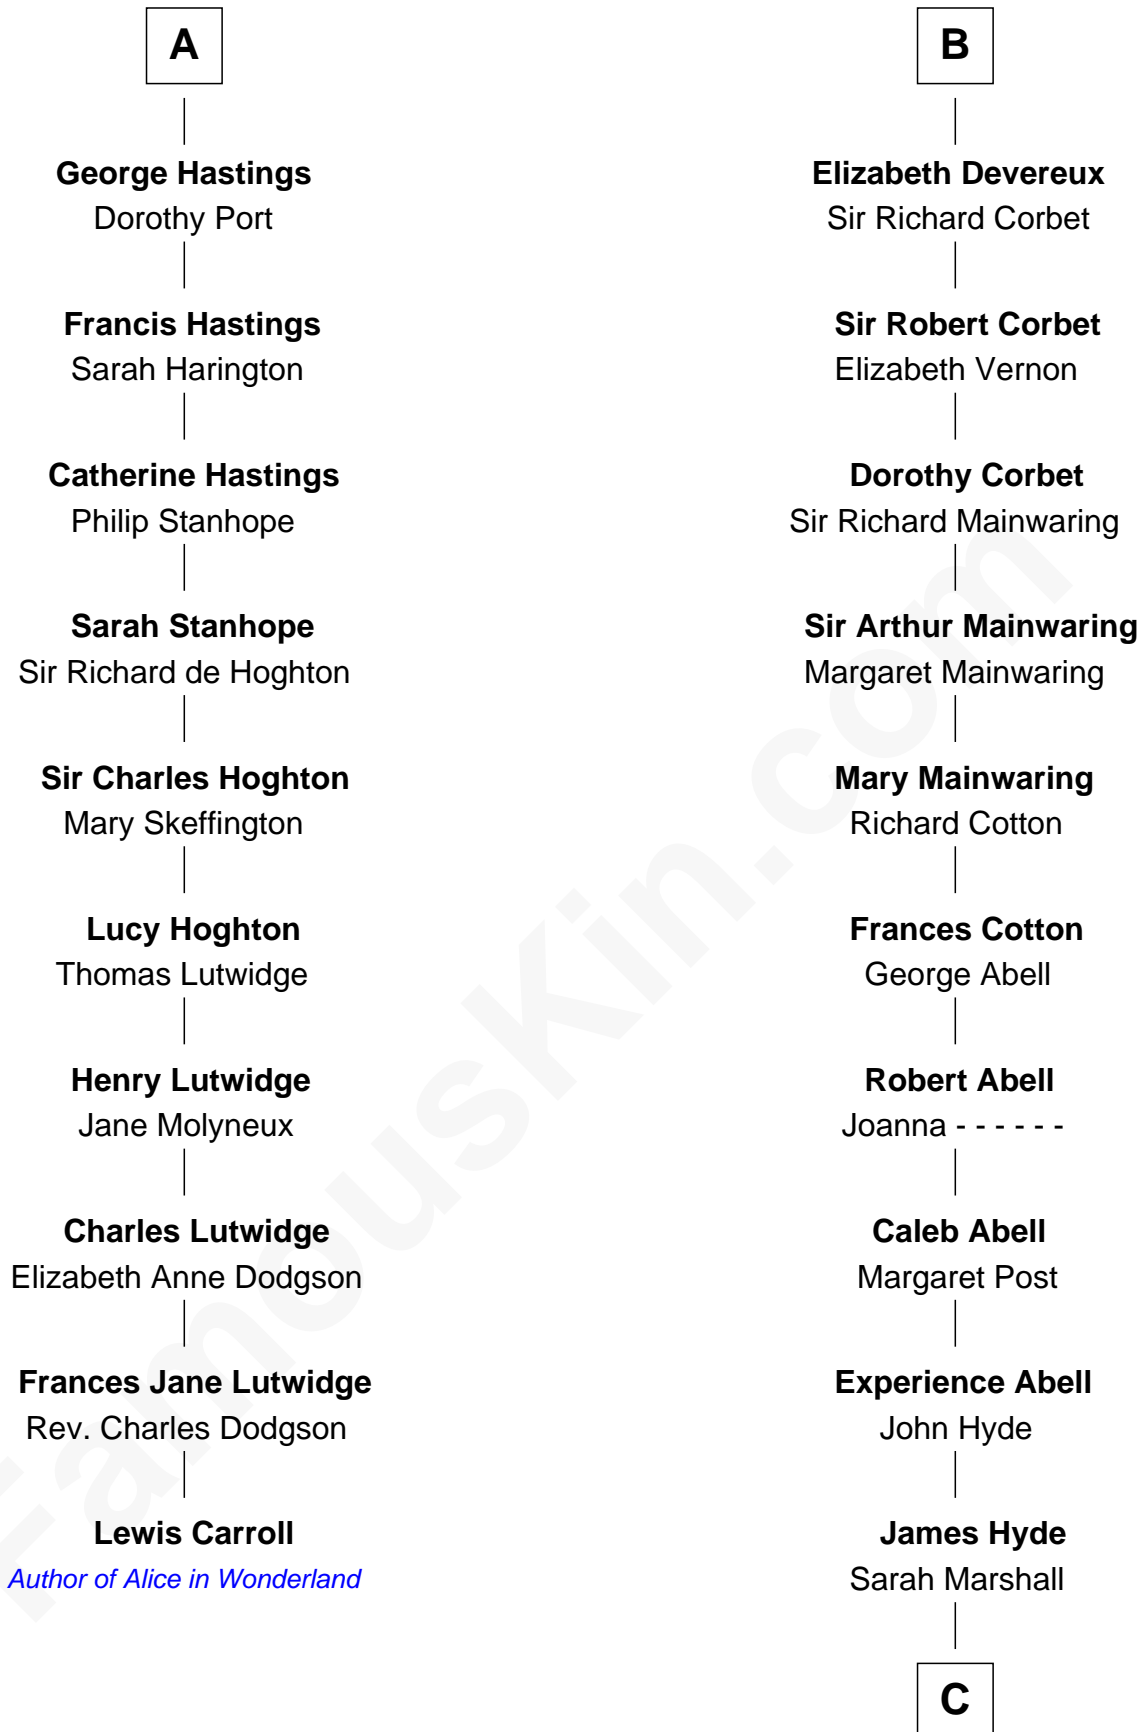 A
George Hastings
Dorothy Port
Francis Hastings
Sarah Harington
Catherine Hastings
Philip Stanhope
Sarah Stanhope
Sir Richard de Hoghton
Sir Charles Hoghton
Mary Skeffington
Lucy Hoghton
Thomas Lutwidge
Henry Lutwidge
Jane Molyneux
Charles Lutwidge
Elizabeth Anne Dodgson
Frances Jane Lutwidge
Rev. Charles Dodgson
Lewis Carroll
Author of Alice in Wonderland
B
Elizabeth Devereux
Sir Richard Corbet
Sir Robert Corbet
Elizabeth Vernon
Dorothy Corbet
Sir Richard Mainwaring
Sir Arthur Mainwaring
Margaret Mainwaring
Mary Mainwaring
Richard Cotton
Frances Cotton
George Abell
Robert Abell
Joanna - - - - - -
Caleb Abell
Margaret Post
Experience Abell
John Hyde
James Hyde
Sarah Marshall
C
FamousKin.com